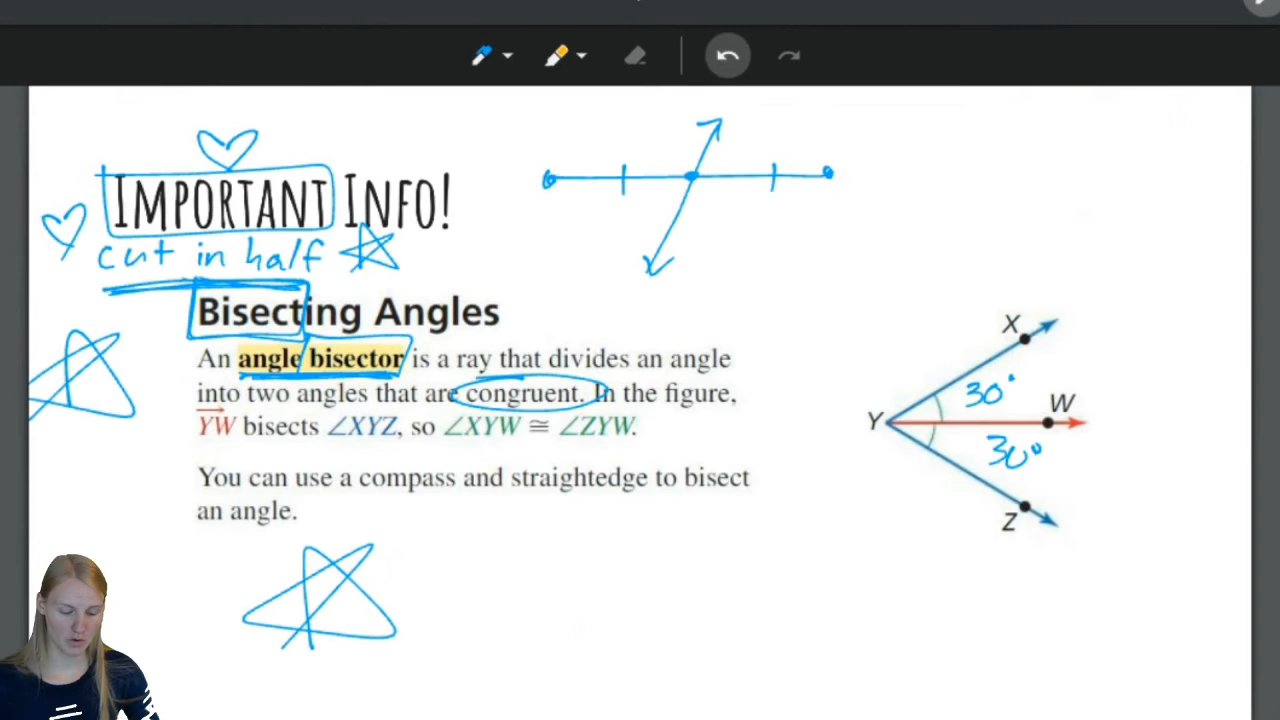 IMPORTANT INFO!
cut in half
Bisecting Angles
An angle bisector is a ray that divides an angle
into two angles that are congruent. In the figure,
YW bisects ∠XYZ, so ∠XYW ≅ ∠ZYW.
You can use a compass and straightedge to bisect
an angle.
X
30°
W
Y
30°
Z